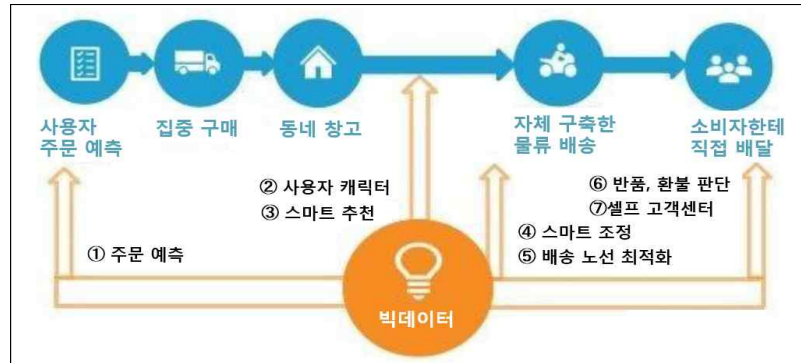 사용자
주문 예측
집중 구매
동네 창고
자체 구축한
물류 배송
소비자한테
직접 배달
② 사용자 캐릭터
③ 스마트 추천
⑥ 반품, 환불 판단
⑦셀프 고객센터
① 주문 예측
④ 스마트 조정
⑤ 배송 노선 최적화
빅데이터